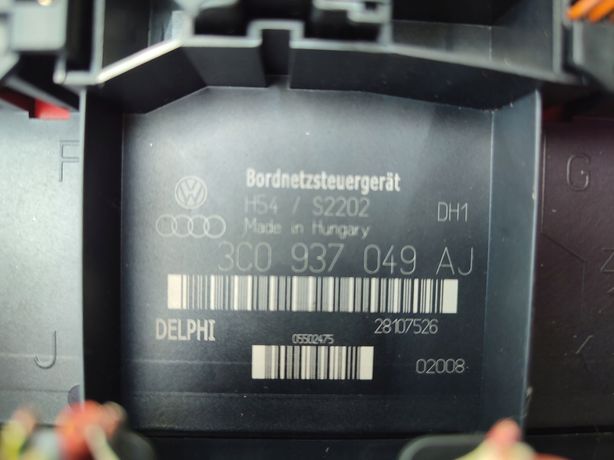 F
G
Bordnetzsteuergerät
H54 / S2202
DH1
Made in Hungary
3C0 937 049 AJ
DELPHI
28107526
05502475
02008
J